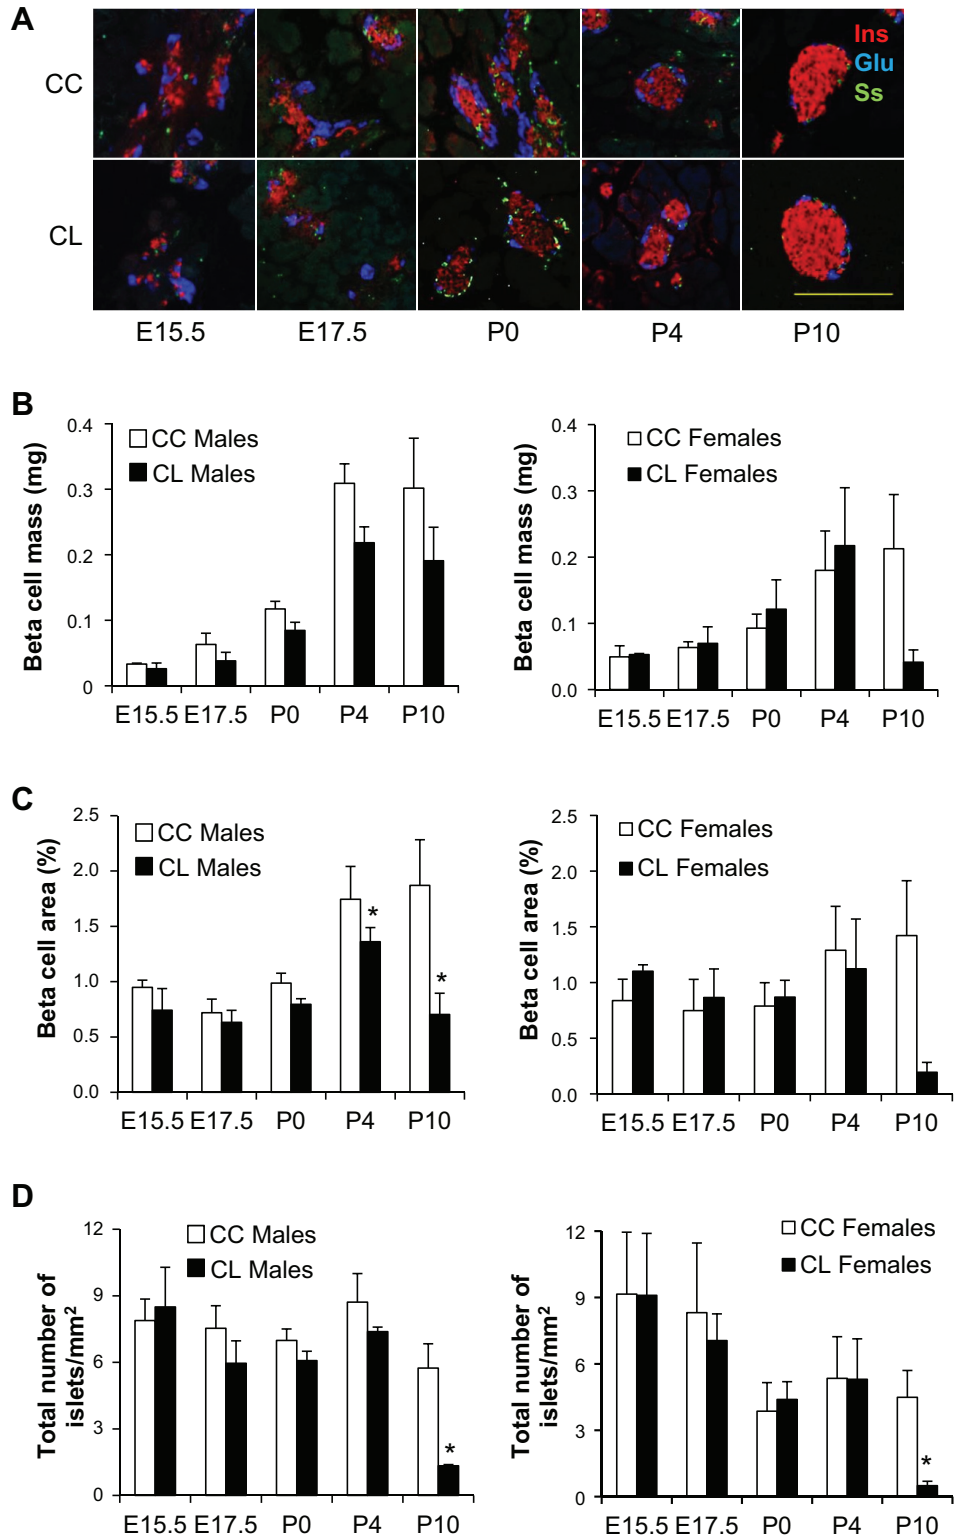 A
CC
Ins
Glu
Ss
CL
E15.5 E17.5 P0 P4 P10
B
Beta cell mass (mg)
0.4
0.3
0.2
0.1
0
CC Males
CL Males
E15.5 E17.5 P0 P4 P10
Beta cell mass (mg)
0.4
0.3
0.2
0.1
0.0
CC Females
CL Females
E15.5 E17.5 P0 P4 P10
C
Beta cell area (%)
2.5
2.0
1.5
1.0
0.5
0.0
CC Males
CL Males
*
*
E15.5 E17.5 P0 P4 P10
Beta cell area (%)
2.5
2.0
1.5
1.0
0.5
0.0
CC Females
CL Females
E15.5 E17.5 P0 P4 P10
D
Total number of
islets/mm²
12
9
6
3
0
CC Males
CL Males
*
E15.5 E17.5 P0 P4 P10
Total number of
islets/mm²
12
9
6
3
0
CC Females
CL Females
*
E15.5 E17.5 P0 P4 P10